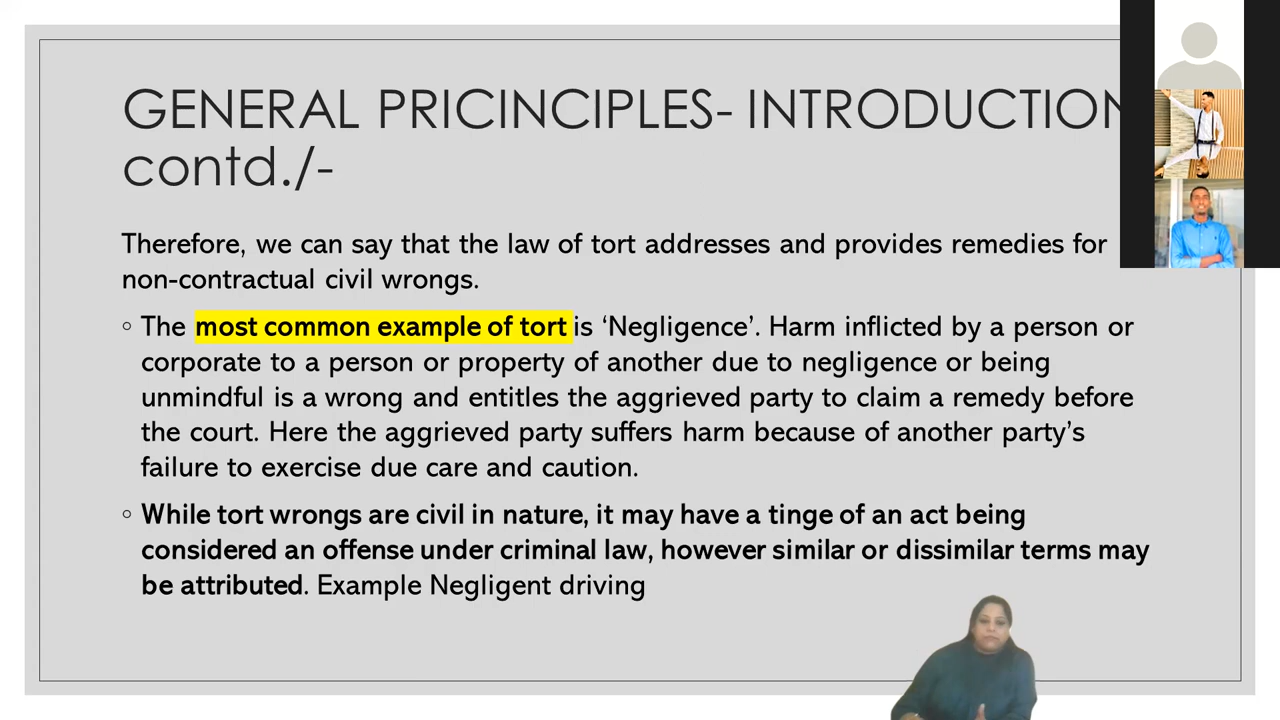 GENERAL PRICINCIPLES- INTRODUCTION
contd./-
Therefore, we can say that the law of tort addresses and provides remedies for
non-contractual civil wrongs.
◦ The most common example of tort is ‘Negligence’. Harm inflicted by a person or
corporate to a person or property of another due to negligence or being
unmindful is a wrong and entitles the aggrieved party to claim a remedy before
the court. Here the aggrieved party suffers harm because of another party’s
failure to exercise due care and caution.
◦ While tort wrongs are civil in nature, it may have a tinge of an act being
considered an offense under criminal law, however similar or dissimilar terms may
be attributed. Example Negligent driving